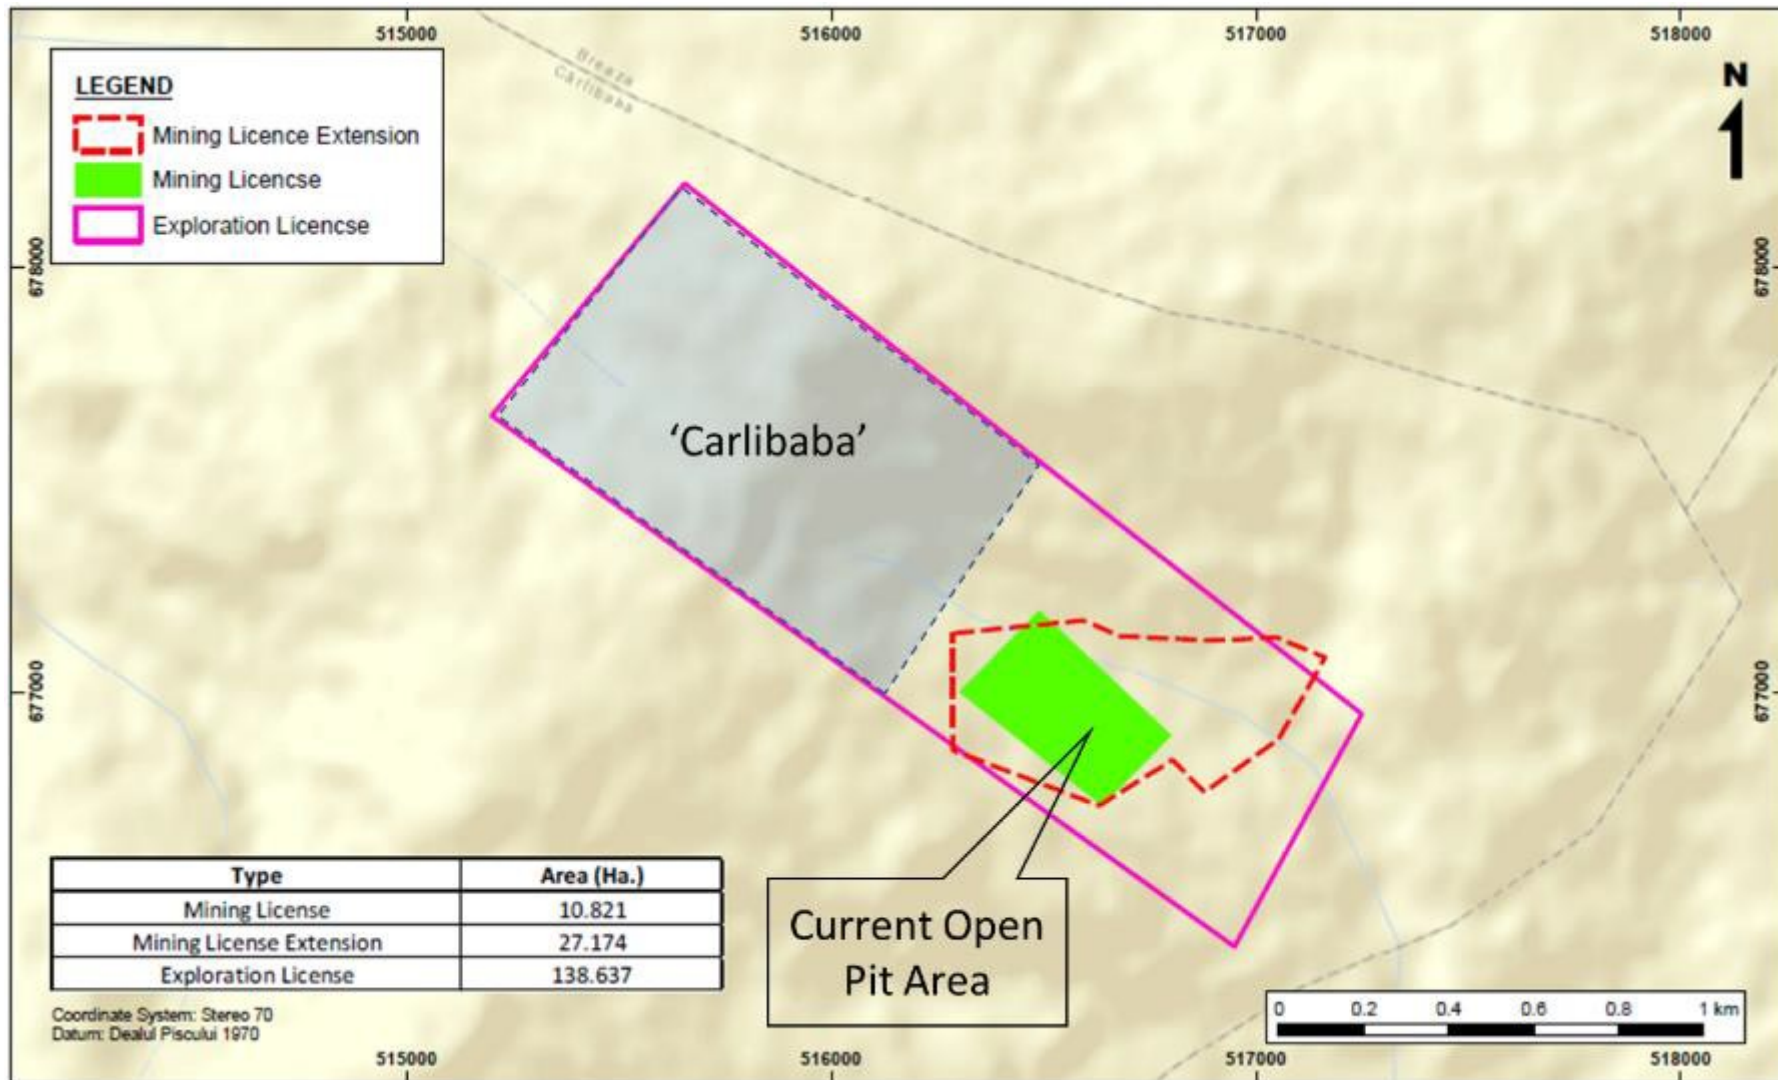 515000
516000
517000
518000
Breaza
Carlibaba
N
LEGEND
Mining Licence Extension
Mining Licencse
Exploration Licencse
678000
678000
‘Carlibaba’
677000
677000
Current Open
Pit Area
Type Area (Ha.)
Mining License 10.821
Mining License Extension 27.174
Exploration License 138.637
Coordinate System: Stereo 70
Datum: Dealul Piscului 1970
0 0.2 0.4 0.6 0.8 1 km
515000
516000
517000
518000